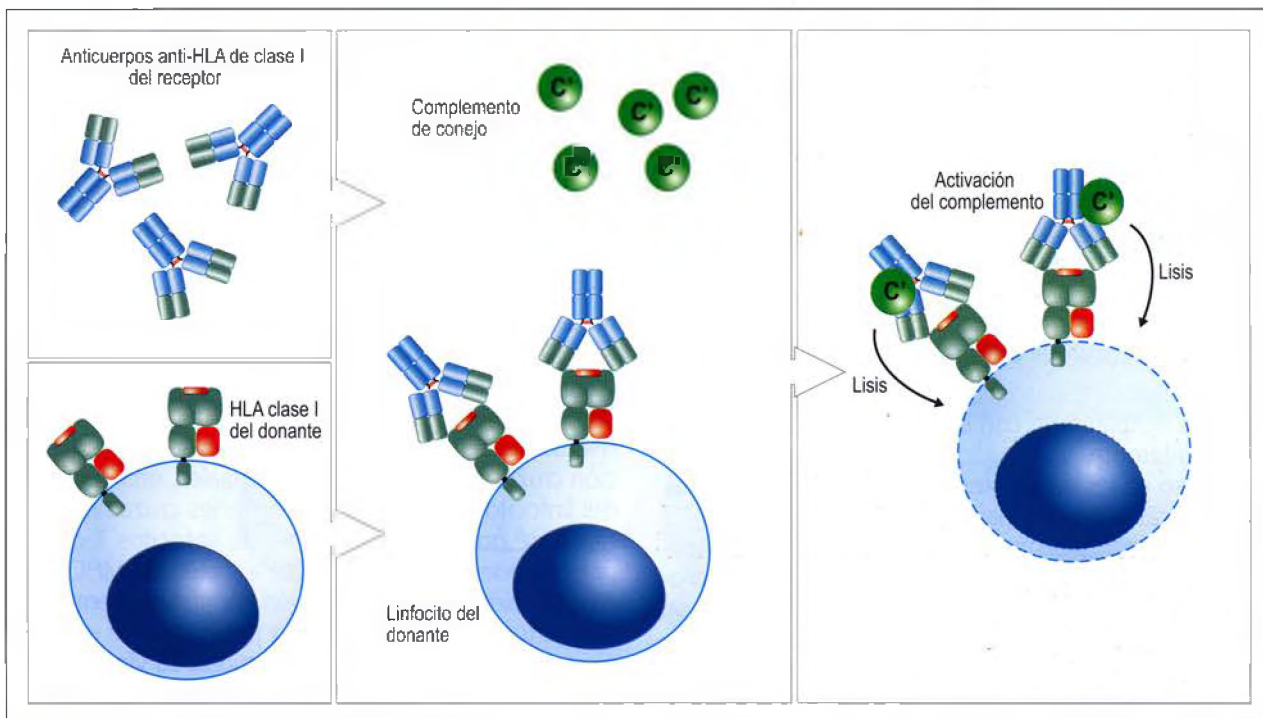 Anticuerpos anti-HLA de clase I
del receptor
HLA clase I
del donante
Complemento
de conejo
C'
C'
C'
C'
C'
Linfocito del
donante
Activación
del complemento
C'
Lisis
C'
Lisis